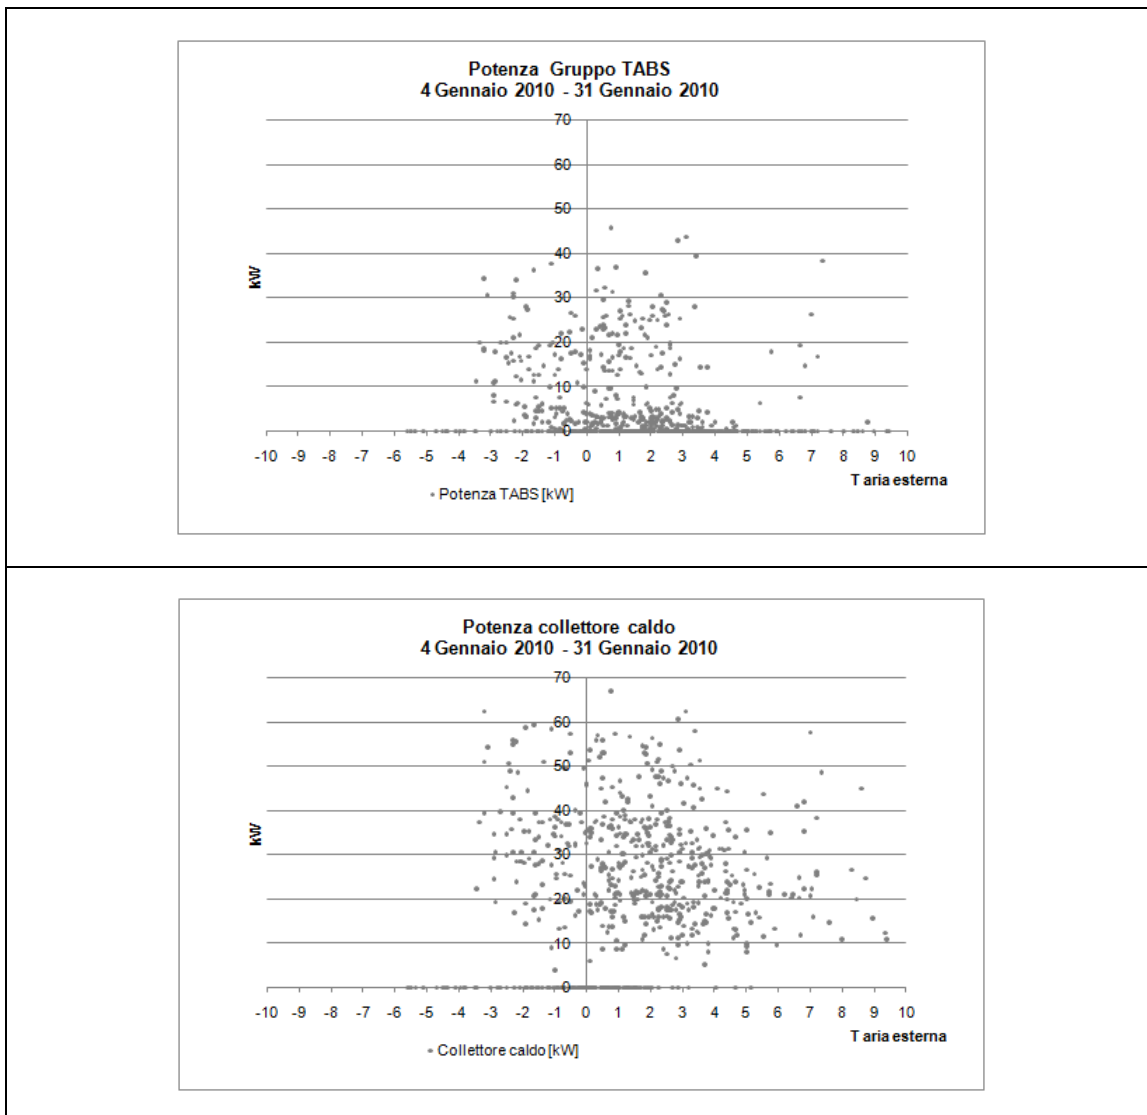 Potenza Gruppo TABS
4 Gennaio 2010 - 31 Gennaio 2010
70
60
50
40
30
20
10
0
kW
-10 -9 -8 -7 -6 -5 -4 -3 -2 -1 0 1 2 3 4 5 6 7 8 9 10
T aria esterna
Potenza TABS [kW]
Potenza collettore caldo
4 Gennaio 2010 - 31 Gennaio 2010
70
60
50
40
30
20
10
0
kW
-10 -9 -8 -7 -6 -5 -4 -3 -2 -1 0 1 2 3 4 5 6 7 8 9 10
T aria esterna
Collettore caldo [kW]